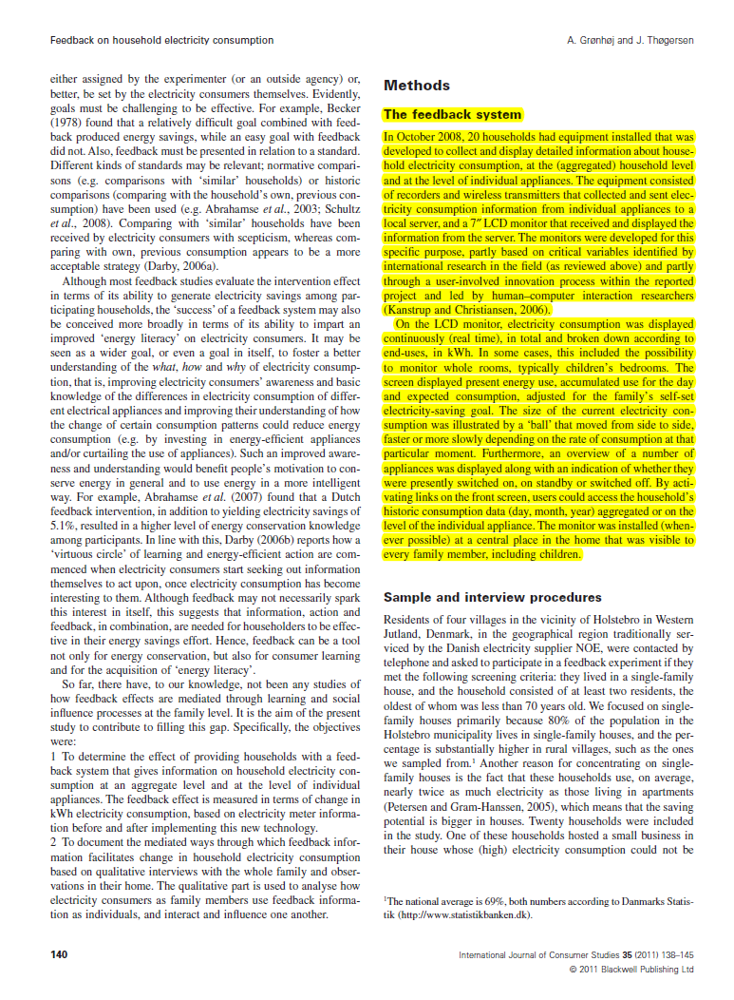 Feedback on household electricity consumption
A. Grønhøj and J. Thøgersen
either assigned by the experimenter (or an outside agency) or,
better, be set by the electricity consumers themselves. Evidently,
goals must be challenging to be effective. For example, Becker
(1978) found that a relatively difficult goal combined with feed-
back produced energy savings, while an easy goal with feedback
did not. Also, feedback must be presented in relation to a standard.
Different kinds of standards may be relevant; normative compari-
sons (e.g. comparisons with ‘similar’ households) or historic
comparisons (comparing with the household’s own, previous con-
sumption) have been used (e.g. Abrahamse et al., 2003; Schultz
et al., 2008). Comparing with ‘similar’ households have been
received by electricity consumers with scepticism, whereas com-
paring with own, previous consumption appears to be a more
acceptable strategy (Darby, 2006a).
Although most feedback studies evaluate the intervention effect
in terms of its ability to generate electricity savings among par-
ticipating households, the ‘success’ of a feedback system may also
be conceived more broadly in terms of its ability to impart an
improved ‘energy literacy’ on electricity consumers. It may be
seen as a wider goal, or even a goal in itself, to foster a better
understanding of the what, how and why of electricity consump-
tion, that is, improving electricity consumers’ awareness and basic
knowledge of the differences in electricity consumption of differ-
ent electrical appliances and improving their understanding of how
the change of certain consumption patterns could reduce energy
consumption (e.g. by investing in energy-efficient appliances
and/or curtailing the use of appliances). Such an improved aware-
ness and understanding would benefit people’s motivation to con-
serve energy in general and to use energy in a more intelligent
way. For example, Abrahamse et al. (2007) found that a Dutch
feedback intervention, in addition to yielding electricity savings of
5.1%, resulted in a higher level of energy conservation knowledge
among participants. In line with this, Darby (2006b) reports how a
‘virtuous circle’ of learning and energy-efficient action are com-
menced when electricity consumers start seeking out information
themselves to act upon, once electricity consumption has become
interesting to them. Although feedback may not necessarily spark
this interest in itself, this suggests that information, action and
feedback, in combination, are needed for householders to be effec-
tive in their energy savings effort. Hence, feedback can be a tool
not only for energy conservation, but also for consumer learning
and for the acquisition of ‘energy literacy’.
So far, there have, to our knowledge, not been any studies of
how feedback effects are mediated through learning and social
influence processes at the family level. It is the aim of the present
study to contribute to filling this gap. Specifically, the objectives
were:
1 To determine the effect of providing households with a feed-
back system that gives information on household electricity con-
sumption at an aggregate level and at the level of individual
appliances. The feedback effect is measured in terms of change in
kWh electricity consumption, based on electricity meter informa-
tion before and after implementing this new technology.
2 To document the mediated ways through which feedback infor-
mation facilitates change in household electricity consumption
based on qualitative interviews with the whole family and obser-
vations in their home. The qualitative part is used to analyse how
electricity consumers as family members use feedback informa-
tion as individuals, and interact and influence one another.
Methods
The feedback system
In October 2008, 20 households had equipment installed that was
developed to collect and display detailed information about house-
hold electricity consumption, at the (aggregated) household level
and at the level of individual appliances. The equipment consisted
of recorders and wireless transmitters that collected and sent elec-
tricity consumption information from individual appliances to a
local server, and a 7″ LCD monitor that received and displayed the
information from the server. The monitors were developed for this
specific purpose, partly based on critical variables identified by
international research in the field (as reviewed above) and partly
through a user-involved innovation process within the reported
project and led by human–computer interaction researchers
(Kanstrup and Christiansen, 2006).
On the LCD monitor, electricity consumption was displayed
continuously (real time), in total and broken down according to
end-uses, in kWh. In some cases, this included the possibility
to monitor whole rooms, typically children’s bedrooms. The
screen displayed present energy use, accumulated use for the day
and expected consumption, adjusted for the family’s self-set
electricity-saving goal. The size of the current electricity con-
sumption was illustrated by a ‘ball’ that moved from side to side,
faster or more slowly depending on the rate of consumption at that
particular moment. Furthermore, an overview of a number of
appliances was displayed along with an indication of whether they
were presently switched on, on standby or switched off. By acti-
vating links on the front screen, users could access the household’s
historic consumption data (day, month, year) aggregated or on the
level of the individual appliance. The monitor was installed (when-
ever possible) at a central place in the home that was visible to
every family member, including children.
Sample and interview procedures
Residents of four villages in the vicinity of Holstebro in Western
Jutland, Denmark, in the geographical region traditionally ser-
viced by the Danish electricity supplier NOE, were contacted by
telephone and asked to participate in a feedback experiment if they
met the following screening criteria: they lived in a single-family
house, and the household consisted of at least two residents, the
oldest of whom was less than 70 years old. We focused on single-
family houses primarily because 80% of the population in the
Holstebro municipality lives in single-family houses, and the per-
centage is substantially higher in rural villages, such as the ones
we sampled from.¹ Another reason for concentrating on single-
family houses is the fact that these households use, on average,
nearly twice as much electricity as those living in apartments
(Petersen and Gram-Hanssen, 2005), which means that the saving
potential is bigger in houses. Twenty households were included
in the study. One of these households hosted a small business in
their house whose (high) electricity consumption could not be
¹The national average is 69%, both numbers according to Danmarks Statis-
tik (http://www.statistikbanken.dk).
140
International Journal of Consumer Studies 35 (2011) 138–145
© 2011 Blackwell Publishing Ltd